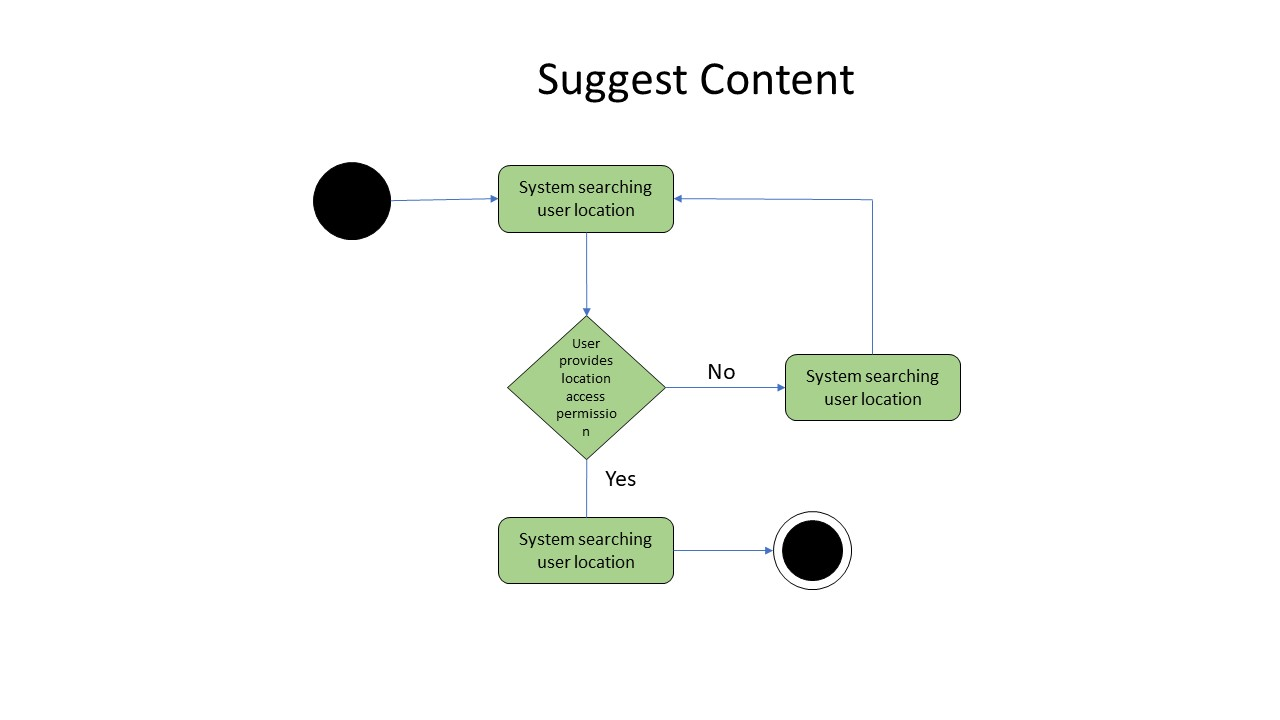 Suggest Content
System searching
user location
User
provides
location
access
permissio
n
No
System searching
user location
Yes
System searching
user location